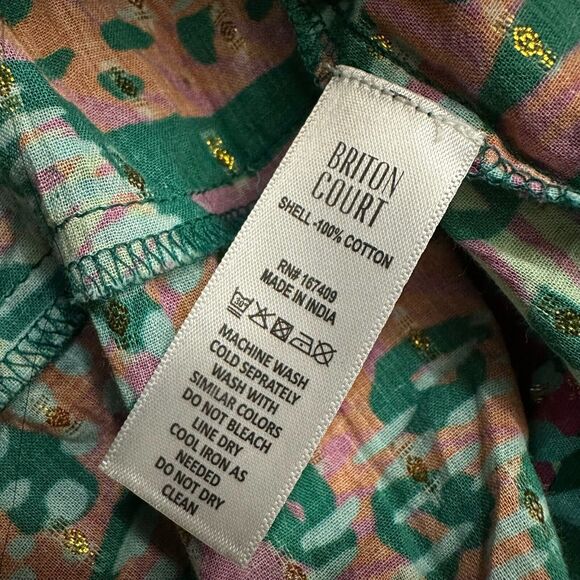 BRITON
COURT
SHELL -100% COTTON
RN# 167409
MADE IN INDIA
30
MACHINE WASH
COLD SEPRATELY
WASH WITH
SIMILAR COLORS
DO NOT BLEACH
LINE DRY
COOL IRON AS
NEEDED
DO NOT DRY
CLEAN